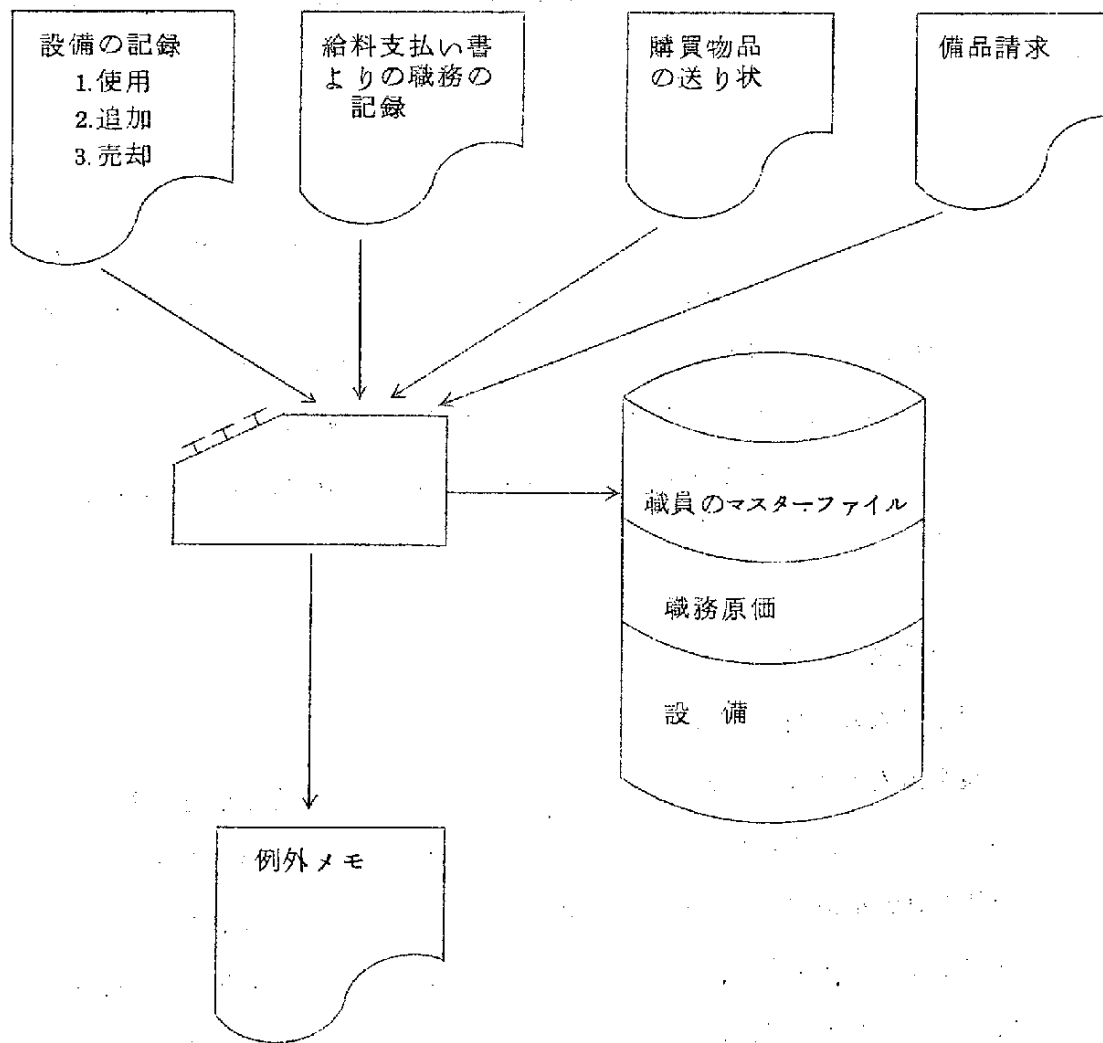 設備の記録
1.使用
2.追加
3.売却
給料支払い書
よりの職務の
記録
購買物品
の送り状
備品請求
職員のマスターファイル
職務原価
設 備
例外メモ